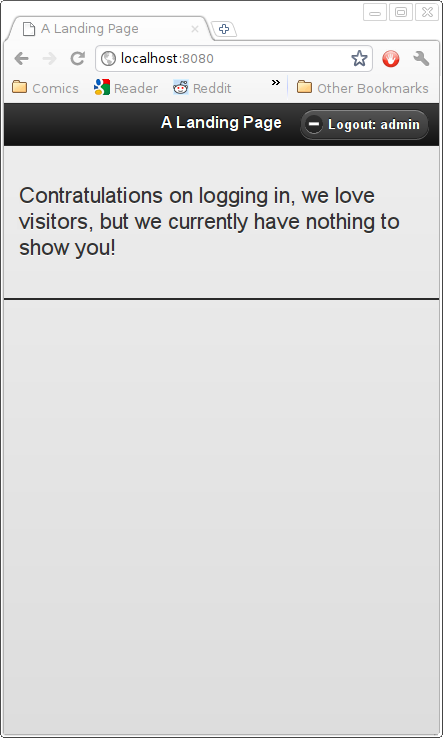 A Landing Page
localhost:8080
Comics Reader Reddit » Other Bookmarks
A Landing Page Logout: admin
Contratulations on logging in, we love
visitors, but we currently have nothing to
show you!